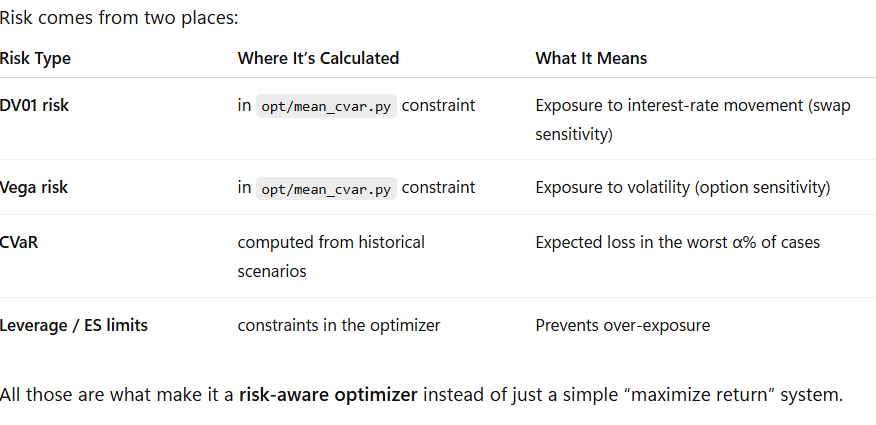 Risk comes from two places:
Risk Type Where It’s Calculated What It Means
DV01 risk in opt/mean_cvar.py constraint Exposure to interest-rate movement (swap
sensitivity)
Vega risk in opt/mean_cvar.py constraint Exposure to volatility (option sensitivity)
CVaR computed from historical Expected loss in the worst α% of cases
scenarios
Leverage / ES limits constraints in the optimizer Prevents over-exposure
All those are what make it a risk-aware optimizer instead of just a simple “maximize return” system.